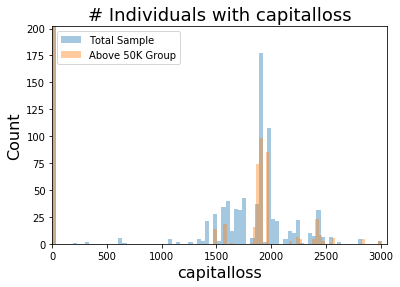 # Individuals with capitalloss
Total Sample
Above 50K Group
Count
200
175
150
125
100
75
50
25
0
0 500 1000 1500 2000 2500 3000
capitalloss